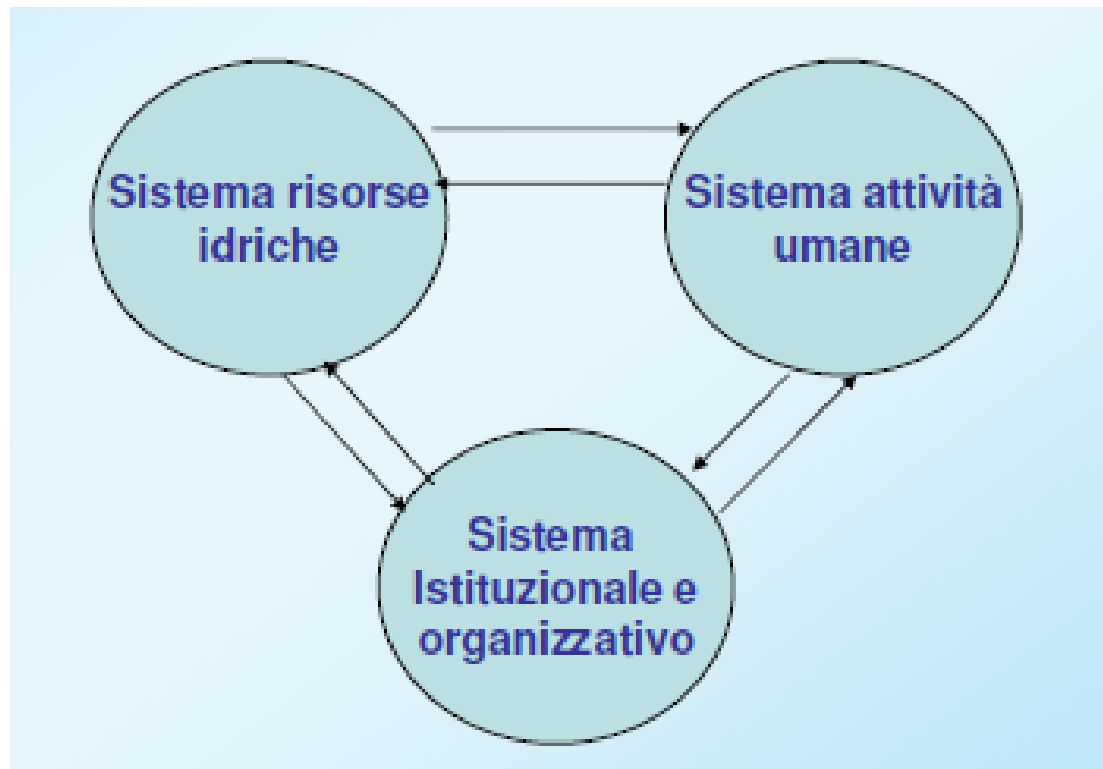 Sistema risorse
idriche
Sistema attività
umane
Sistema
Istituzionale e
organizzativo